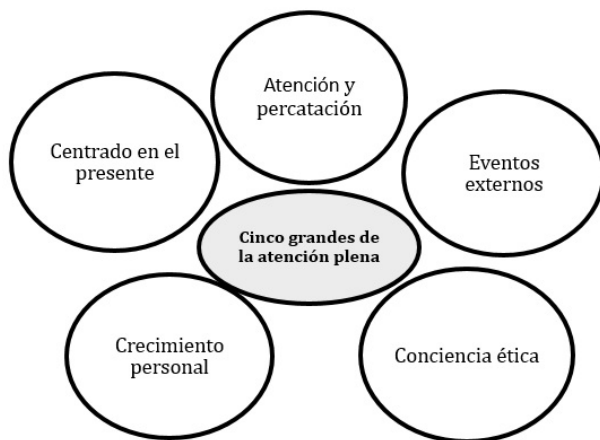 Atención y
percatación
Centrado en el
presente
Eventos
externos
Cinco grandes de
la atención plena
Crecimiento
personal
Conciencia ética